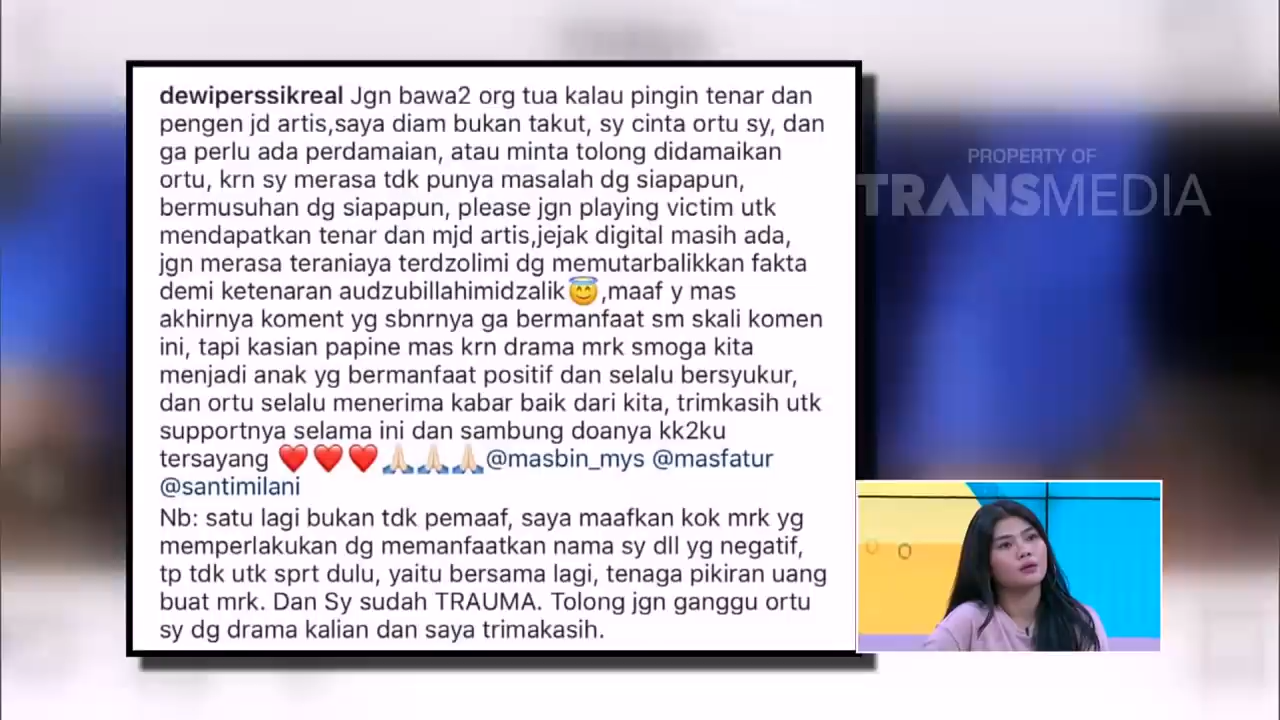 dewiperssikreal Jgn bawa2 org tua kalau pingin tenar dan
pengen jd artis,saya diam bukan takut, sy cinta ortu sy, dan
ga perlu ada perdamaian, atau minta tolong didamaikan
ortu, krn sy merasa tdk punya masalah dg siapapun,
bermusuhan dg siapapun, please jgn playing victim utk
mendapatkan tenar dan mjd artis,jejak digital masih ada,
jgn merasa teraniaya terdzolimi dg memutarbalikkan fakta
demi ketenaran audzubillahimidzalik😇,maaf y mas
akhirnya koment yg sbnrnya ga bermanfaat sm skali komen
ini, tapi kasian papine mas krn drama mrk smoga kita
menjadi anak yg bermanfaat positif dan selalu bersyukur,
dan ortu selalu menerima kabar baik dari kita, trimkasih utk
supportnya selama ini dan sambung doanya kk2ku
tersayang ❤️❤️❤️🙏🏻🙏🏻🙏🏻@masbin_mys @masfatur
@santimilani
Nb: satu lagi bukan tdk pemaaf, saya maafkan kok mrk yg
memperlakukan dg memanfaatkan nama sy dll yg negatif,
tp tdk utk sprt dulu, yaitu bersama lagi, tenaga pikiran uang
buat mrk. Dan Sy sudah TRAUMA. Tolong jgn ganggu ortu
sy dg drama kalian dan saya trimakasih.
PROPERTY OF
TRANSMEDIA